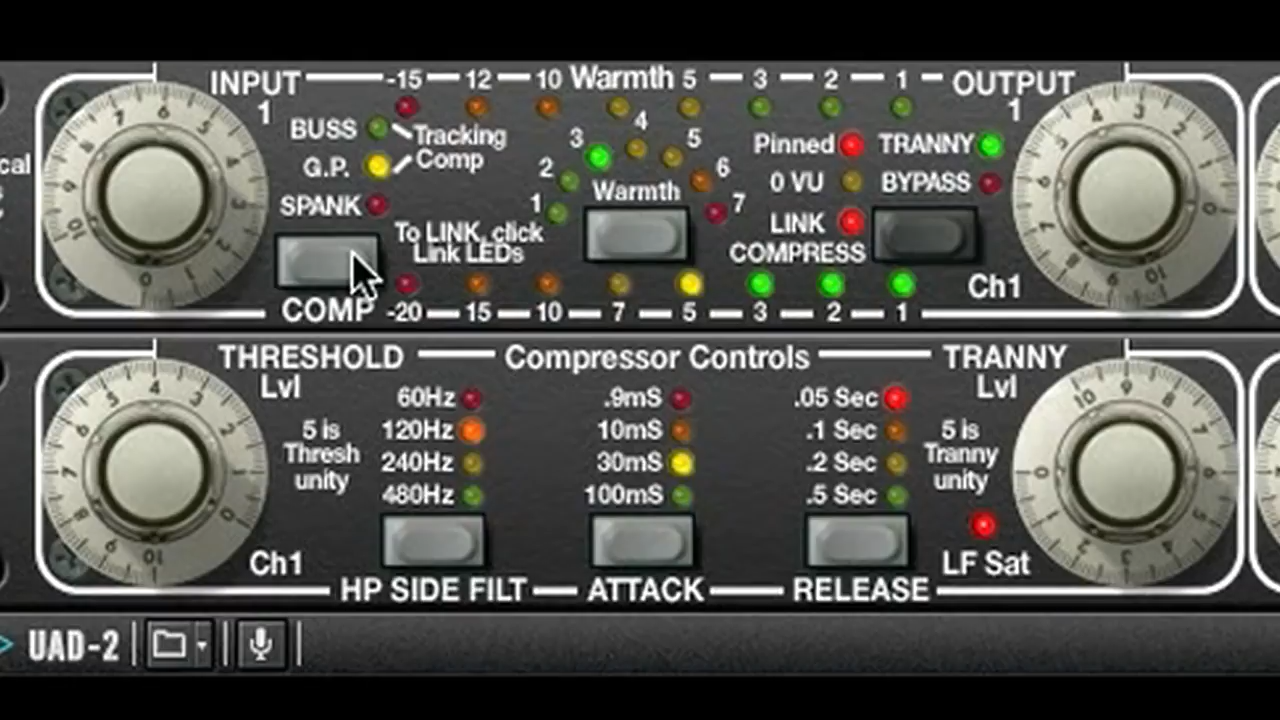 INPUT -15 12 10 Warmth 5 3 2 1 OUTPUT
1 1
BUSS Tracking 3 4 5 Pinned TRANNY
G.P. Comp 2 6 0 VU BYPASS
SPANK 1 Warmth 7
To LINK, click LINK
Link LEDs COMPRESS
Ch1
COMP -20 15 10 7 5 3 2 1
THRESHOLD Compressor Controls TRANNY
Lvl Lvl
60Hz .9mS .05 Sec
5 is 120Hz 10mS .1 Sec 5 is
Thresh 240Hz 30mS .2 Sec Tranny
unity 480Hz 100mS .5 Sec unity
Ch1 LF Sat
HP SIDE FILT ATTACK RELEASE
UAD-2